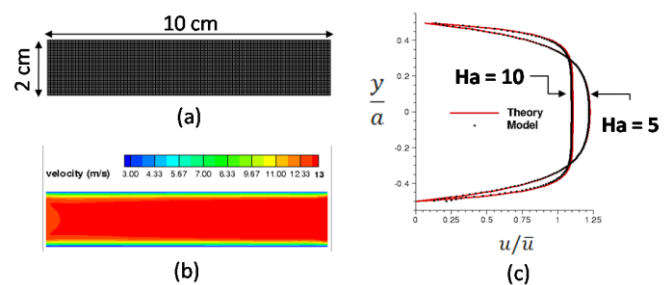 10 cm
2 cm
(a)
velocity (m/s)
3.00 4.33 5.67 7.00 8.33 9.67 11.00 12.33 13
(b)
0.4
0.2
0
-0.2
-0.4
y
a
Ha = 10
Theory
Model
Ha = 5
0 0.25 0.5 0.75 1 1.25
u/ū
(c)